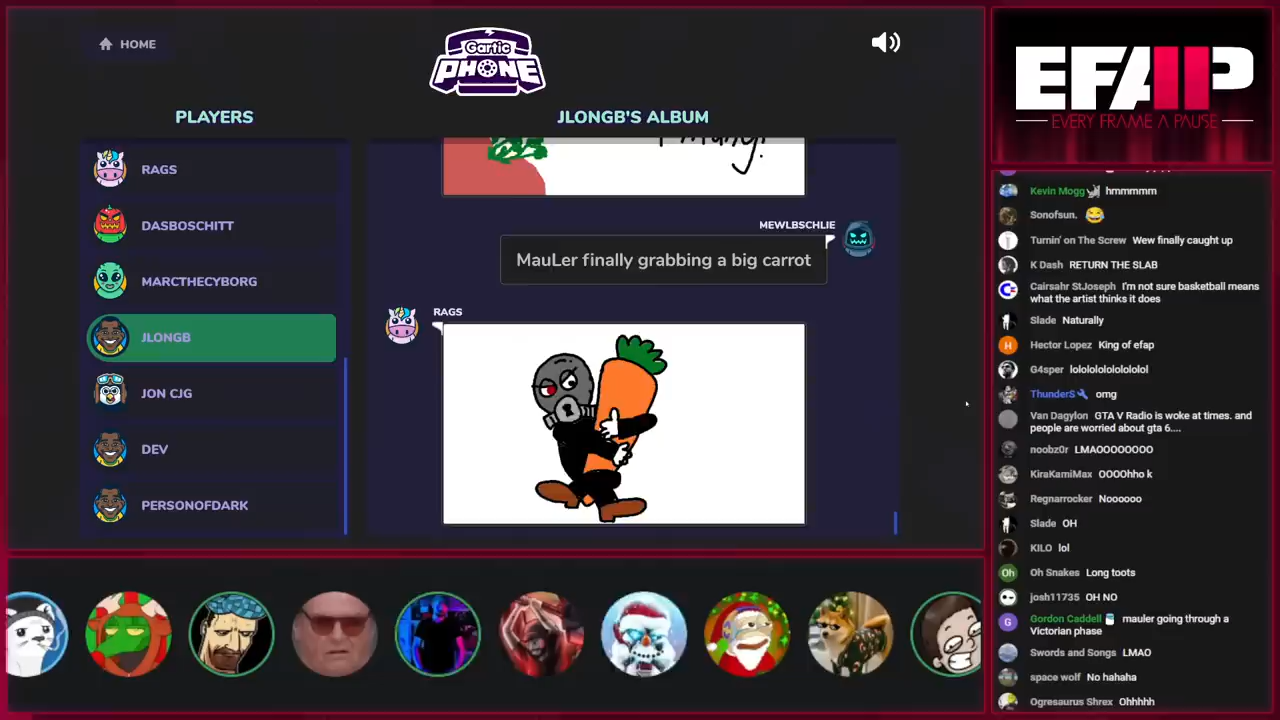 HOME
Gartic
PHONE
PLAYERS
JLONGB'S ALBUM
RAGS
DASBOSCHITT
MARCTHECYBORG
JLONGB
JON CJG
DEV
PERSONOFDARK
MEWLBSCHLIE
MauLer finally grabbing a big carrot
RAGS
EFAP
EVERY FRAME A PAUSE
Kevin Mogg hmmmmm
Sonofsun. 😂
Turnin' on The Screw Wew finally caught up
K Dash RETURN THE SLAB
Cairsahr StJoseph I'm not sure basketball means
what the artist thinks it does
Slade Naturally
Hector Lopez King of efap
G4sper lolololololololol
ThunderS omg
Van Dagylon GTA V Radio is woke at times. and
people are worried about gta 6....
noobz0r LMAOOOOOOOO
KiraKamiMax OOOOhho k
Regnarrocker Noooooo
Slade OH
KILO lol
Oh Oh Snakes Long toots
josh11735 OH NO
Gordon Caddell mauler going through a
Victorian phase
Swords and Songs LMAO
space wolf No hahaha
Ogresaurus Shrex Ohhhhh